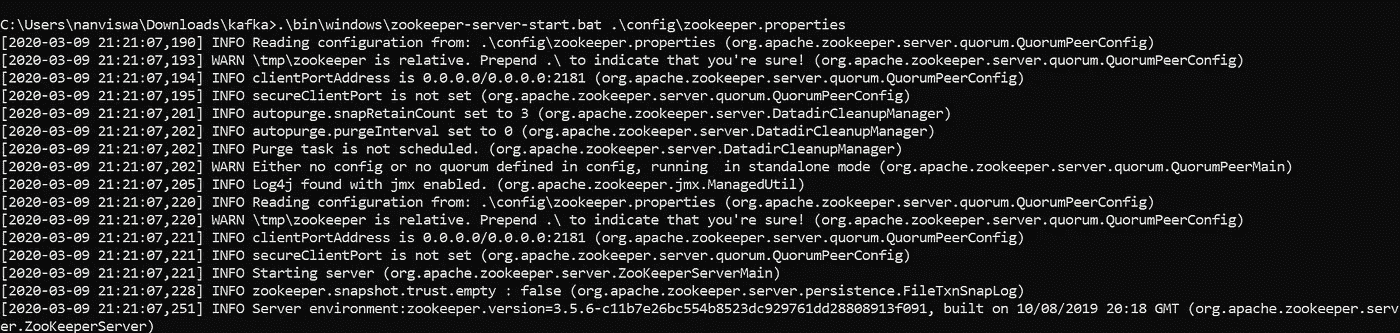 C:\Users\nanviswa\Downloads\kafka>.\bin\windows\zookeeper-server-start.bat .\config\zookeeper.properties
[2020-03-09 21:21:07,190] INFO Reading configuration from: .\config\zookeeper.properties (org.apache.zookeeper.server.quorum.QuorumPeerConfig)
[2020-03-09 21:21:07,193] WARN \tmp\zookeeper is relative. Prepend .\ to indicate that you're sure! (org.apache.zookeeper.server.quorum.QuorumPeerConfig)
[2020-03-09 21:21:07,194] INFO clientPortAddress is 0.0.0.0/0.0.0.0:2181 (org.apache.zookeeper.server.quorum.QuorumPeerConfig)
[2020-03-09 21:21:07,195] INFO secureClientPort is not set (org.apache.zookeeper.server.quorum.QuorumPeerConfig)
[2020-03-09 21:21:07,201] INFO autopurge.snapRetainCount set to 3 (org.apache.zookeeper.server.DatadirCleanupManager)
[2020-03-09 21:21:07,202] INFO autopurge.purgeInterval set to 0 (org.apache.zookeeper.server.DatadirCleanupManager)
[2020-03-09 21:21:07,202] INFO Purge task is not scheduled. (org.apache.zookeeper.server.DatadirCleanupManager)
[2020-03-09 21:21:07,202] WARN Either no config or no quorum defined in config, running  in standalone mode (org.apache.zookeeper.server.quorum.QuorumPeerMain)
[2020-03-09 21:21:07,205] INFO Log4j found with jmx enabled. (org.apache.zookeeper.jmx.ManagedUtil)
[2020-03-09 21:21:07,220] INFO Reading configuration from: .\config\zookeeper.properties (org.apache.zookeeper.server.quorum.QuorumPeerConfig)
[2020-03-09 21:21:07,220] WARN \tmp\zookeeper is relative. Prepend .\ to indicate that you're sure! (org.apache.zookeeper.server.quorum.QuorumPeerConfig)
[2020-03-09 21:21:07,221] INFO clientPortAddress is 0.0.0.0/0.0.0.0:2181 (org.apache.zookeeper.server.quorum.QuorumPeerConfig)
[2020-03-09 21:21:07,221] INFO secureClientPort is not set (org.apache.zookeeper.server.quorum.QuorumPeerConfig)
[2020-03-09 21:21:07,221] INFO Starting server (org.apache.zookeeper.server.ZooKeeperServerMain)
[2020-03-09 21:21:07,228] INFO zookeeper.snapshot.trust.empty : false (org.apache.zookeeper.server.persistence.FileTxnSnapLog)
[2020-03-09 21:21:07,251] INFO Server environment:zookeeper.version=3.5.6-c11b7e26bc554b8523dc929761dd28808913f091, built on 10/08/2019 20:18 GMT (org.apache.zookeeper.serv
er.ZooKeeperServer)